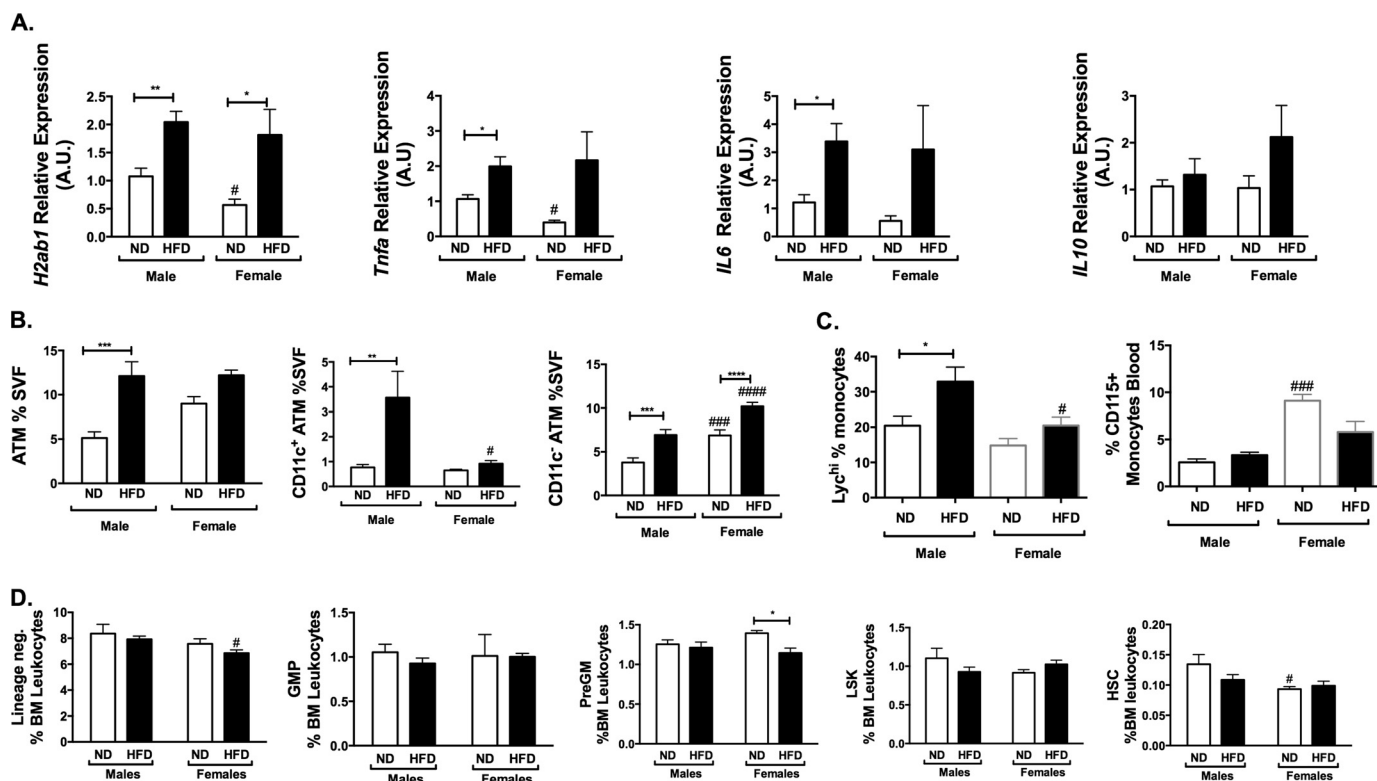 A.
H2ab1 Relative Expression
(A.U.)
2.5
2.0
1.5
1.0
0.5
0.0
**
*
#
ND HFD ND HFD
Male Female
Tnfa Relative Expression
(A.U)
4
3
2
1
0
*
#
ND HFD ND HFD
Male Female
IL6 Relative Expression
(A.U.)
6
5
4
3
2
1
0
*
ND HFD ND HFD
Male Female
IL10 Relative Expression
(A.U.)
3
2
1
0
ND HFD ND HFD
Male Female
B.
ATM % SVF
15
10
5
0
***
ND HFD ND HFD
Male Female
CD11c+ ATM %SVF
5
4
3
2
1
0
**
#
ND HFD ND HFD
Male Female
CD11c- ATM %SVF
15
10
5
0
***
****
###
####
ND HFD ND HFD
Male Female
C.
Lychi % monocytes
40
30
20
10
0
*
#
ND HFD ND HFD
Male Female
% CD115+
Monocytes Blood
15
10
5
0
###
ND HFD ND HFD
Male Female
D.
Lineage neg.
% BM Leukocytes
10
8
6
4
2
0
#
ND HFD ND HFD
Males Females
GMP
% BM Leukocytes
1.5
1.0
0.5
0.0
ND HFD ND HFD
Males Females
PreGM
%BM Leukocytes
1.5
1.0
0.5
0.0
*
ND HFD ND HFD
Males Females
LSK
% BM Leukocytes
1.5
1.0
0.5
0.0
ND HFD ND HFD
Males Females
HSC
%BM leukocytes
0.20
0.15
0.10
0.05
0.00
#
ND HFD ND HFD
Males Females